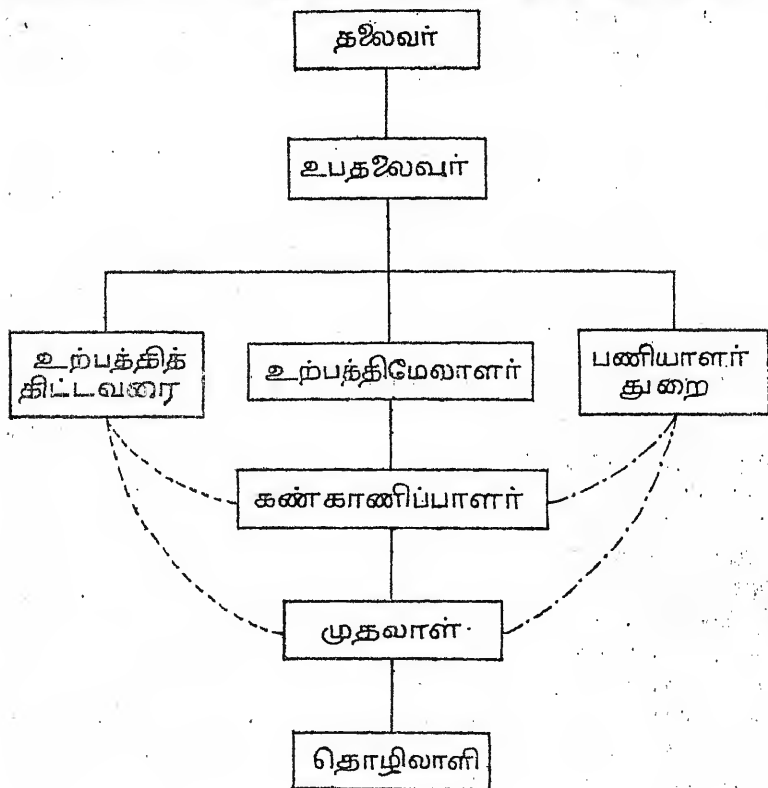 தலைவர்
உபதலைவர்
உற்பத்தித்
திட்டவரை
உற்பத்திமேலாளர்
பணியாளர்
துறை
கண்காணிப்பாளர்
முதலாள்
தொழிலாளி